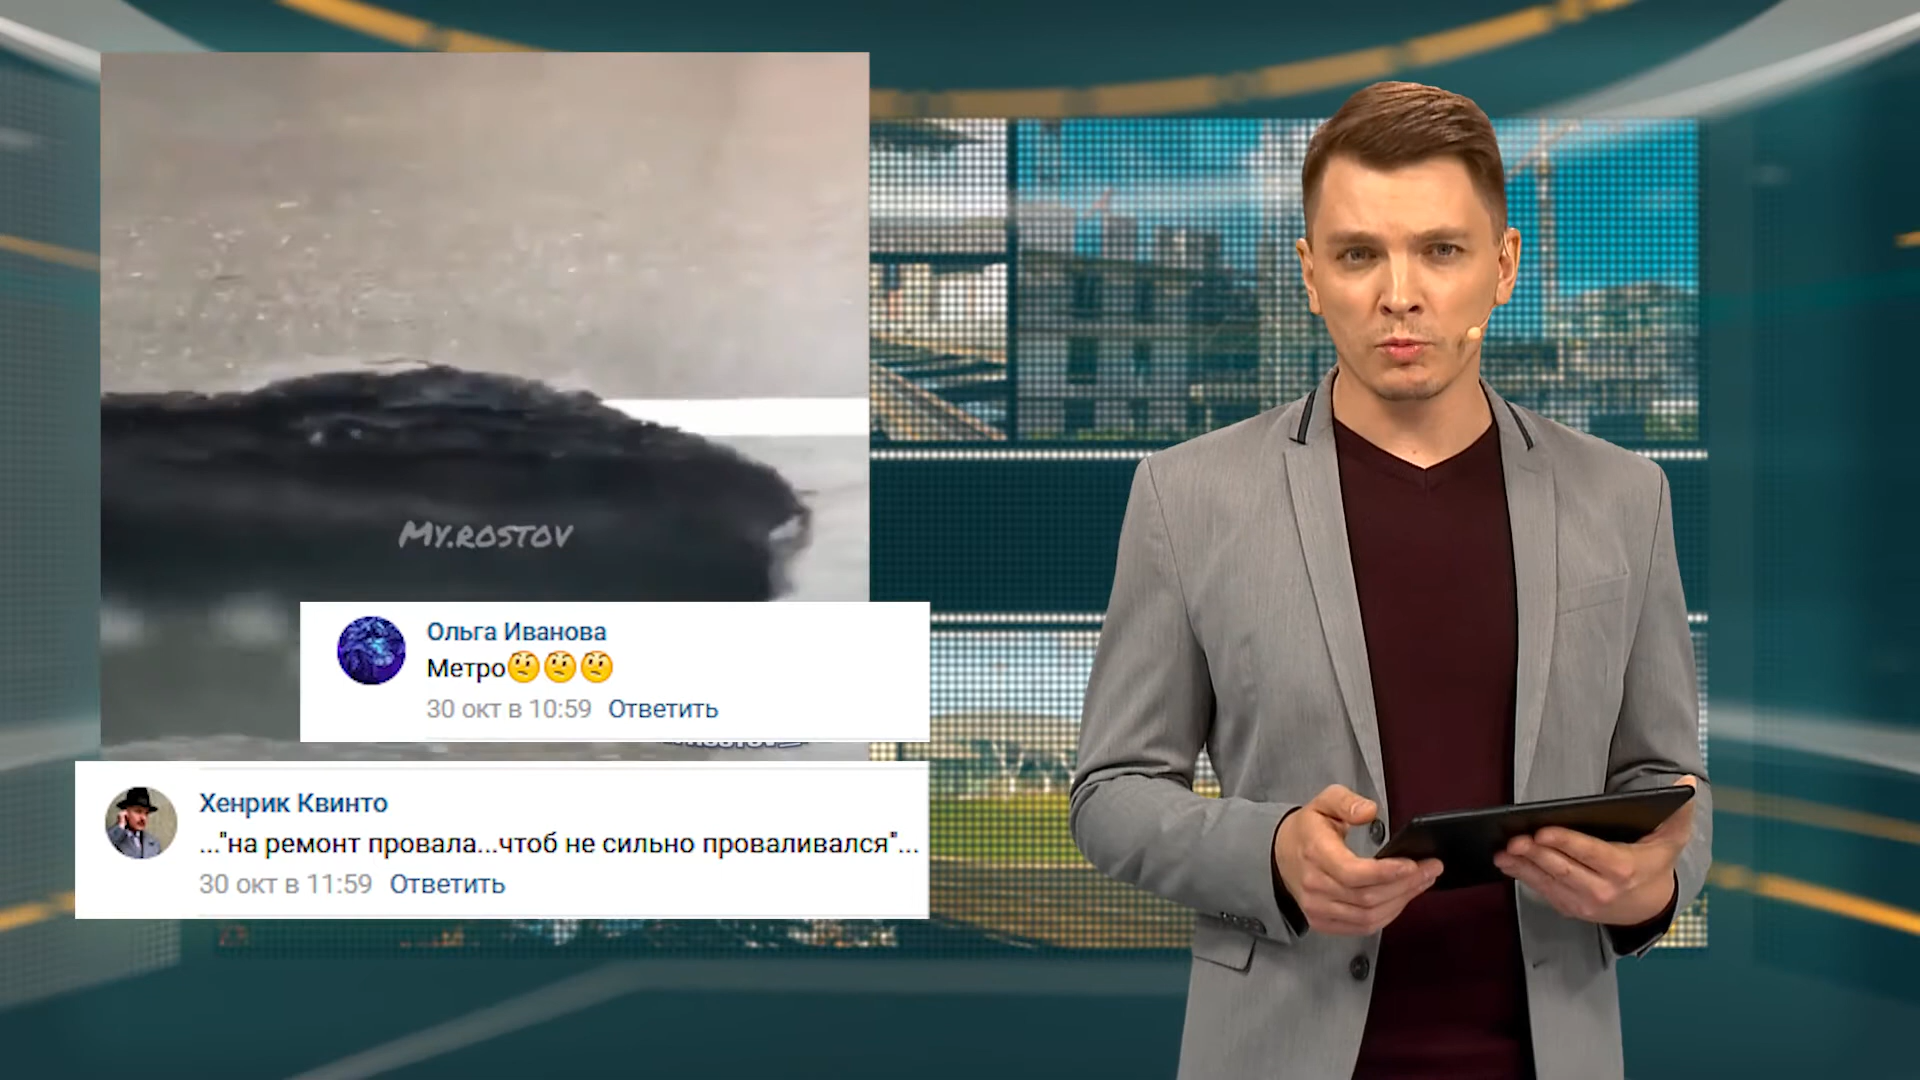 My.rostov
Ольга Иванова
Метро🤨🤨🤨
30 окт в 10:59 Ответить
Хенрик Квинто
..."на ремонт провала...чтоб не сильно проваливался"...
30 окт в 11:59 Ответить